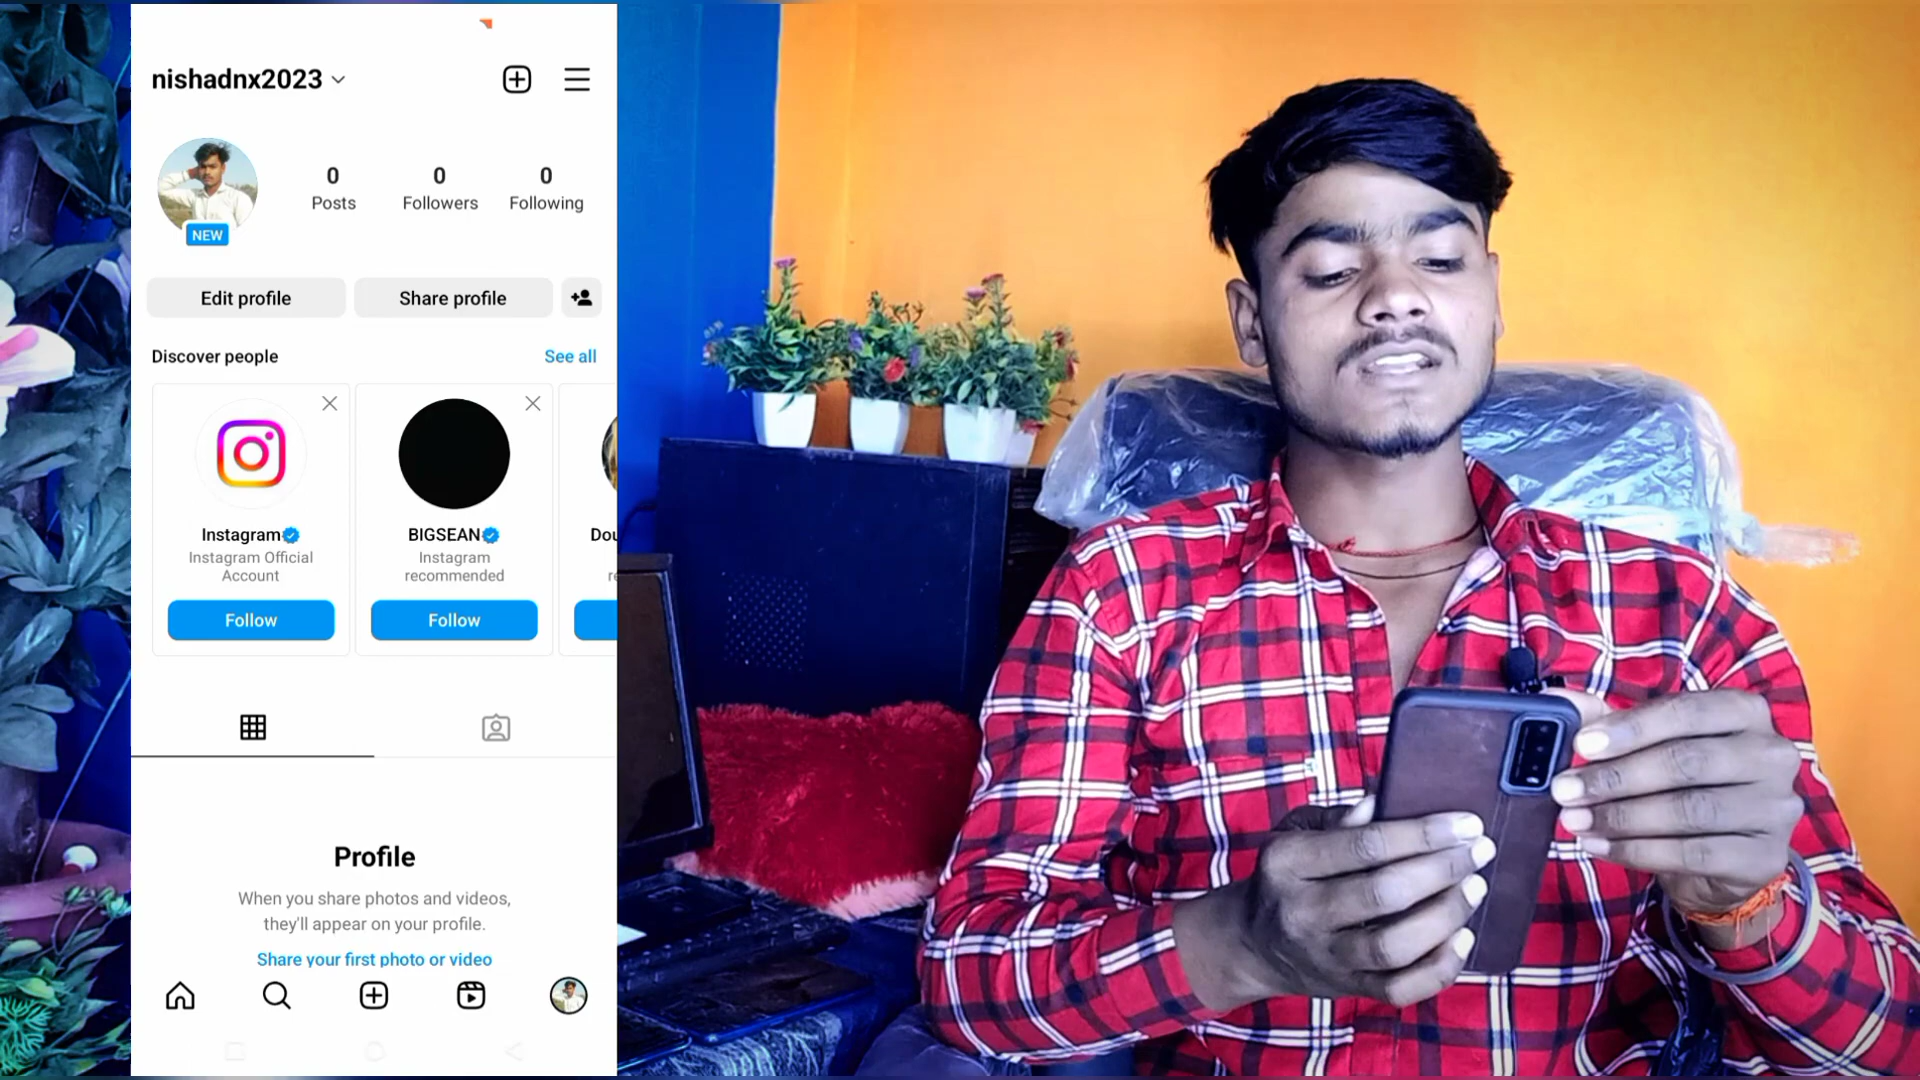 nishadnx2023
0 0 0
Posts Followers Following
NEW
Edit profile Share profile
Discover people See all
Instagram BIGSEAN Dou
Instagram Official Account
Instagram recommended
Follow Follow
Profile
When you share photos and videos,
they'll appear on your profile.
Share your first photo or video